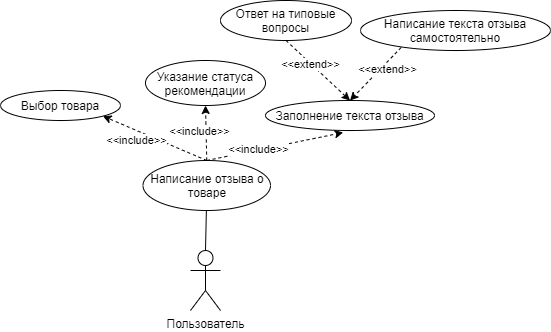 Ответ на типовые
вопросы
Написание текста отзыва
самостоятельно
<<extend>>
<<extend>>
Указание статуса
рекомендации
Выбор товара
Заполнение текста отзыва
<<include>>
<<include>>
<<include>>
Написание отзыва о
товаре
Пользователь